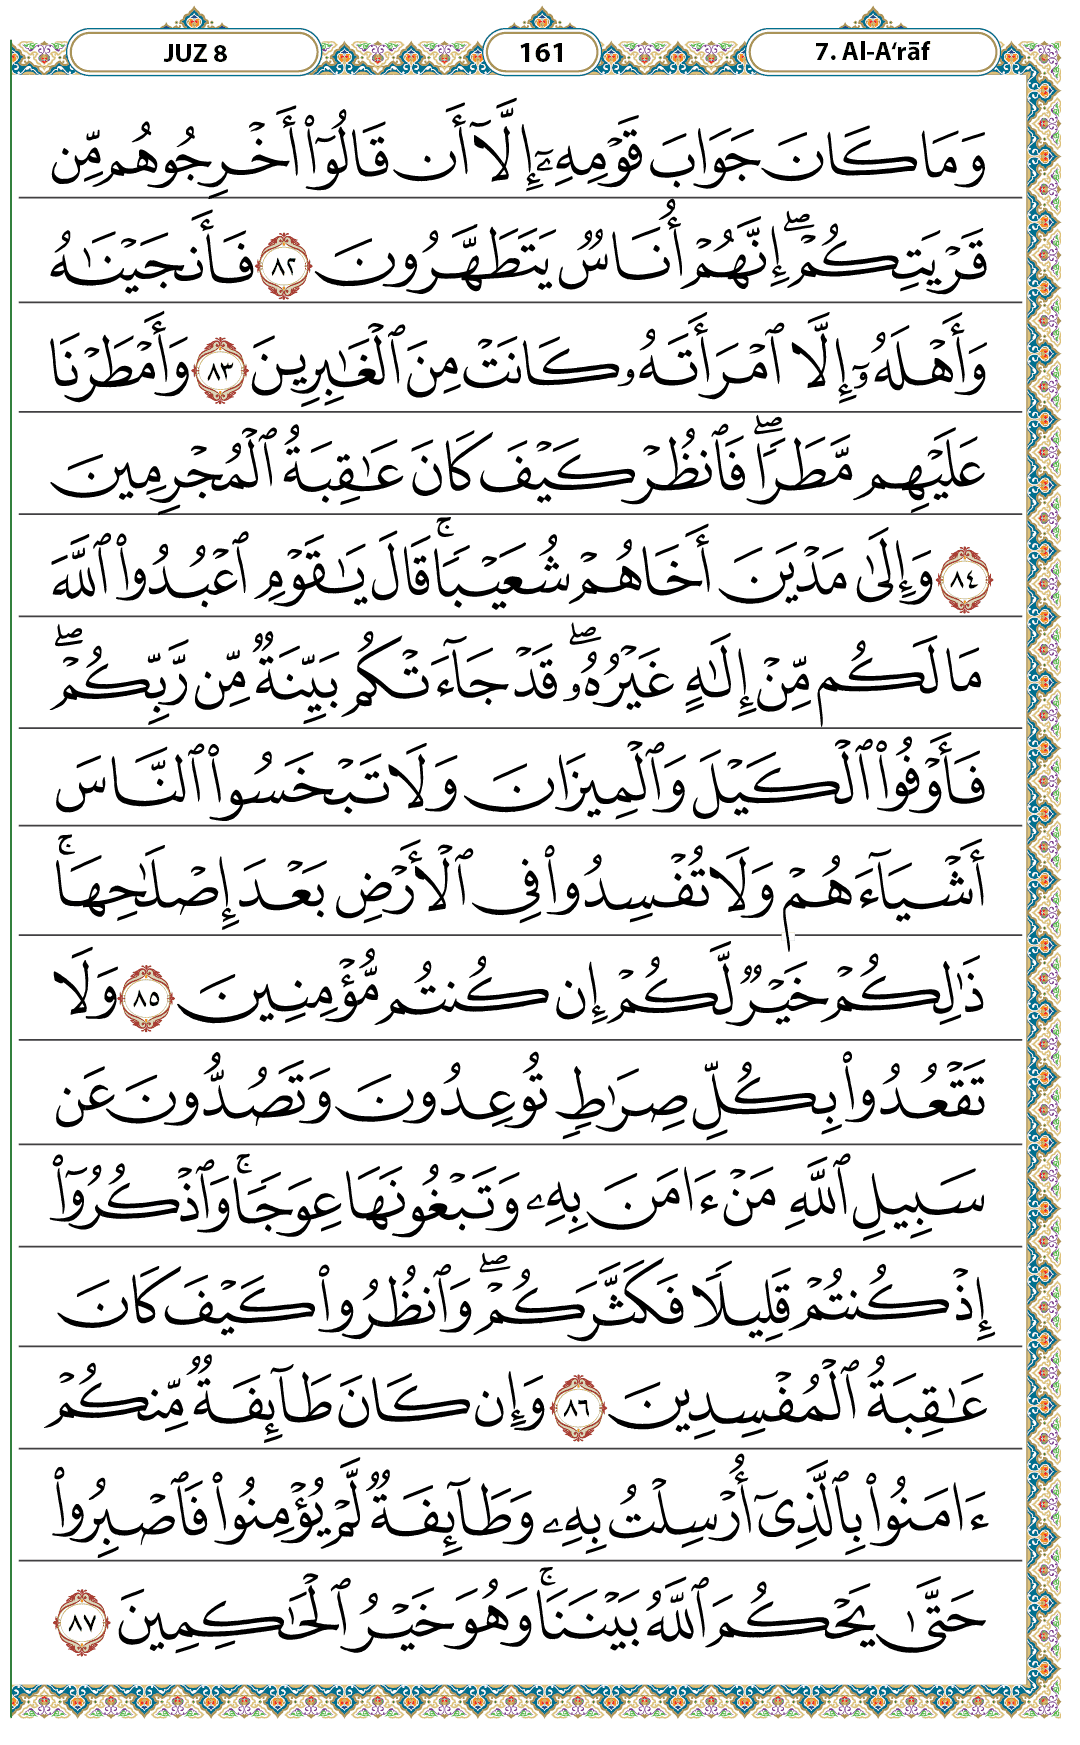 JUZ 8
161
7. Al-A‘rāf
وَمَا كَانَ جَوَابَ قَوْمِهِۦٓ إِلَّآ أَن قَالُوٓا۟ أَخْرِجُوهُم مِّن
قَرْيَتِكُمْ ۖ إِنَّهُمْ أُنَاسٌ يَتَطَهَّرُونَ ٨٢ فَأَنجَيْنَـٰهُ
وَأَهْلَهُۥٓ إِلَّا ٱمْرَأَتَهُۥ كَانَتْ مِنَ ٱلْغَـٰبِرِينَ ٨٣ وَأَمْطَرْنَا
عَلَيْهِم مَّطَرًا ۖ فَٱنظُرْ كَيْفَ كَانَ عَـٰقِبَةُ ٱلْمُجْرِمِينَ
٨٤ وَإِلَىٰ مَدْيَنَ أَخَاهُمْ شُعَيْبًا ۚ قَالَ يَـٰقَوْمِ ٱعْبُدُوا۟ ٱللَّهَ
مَا لَكُم مِّنْ إِلَـٰهٍ غَيْرُهُۥ ۖ قَدْ جَآءَتْكُم بَيِّنَةٌ مِّن رَّبِّكُمْ ۖ
فَأَوْفُوا۟ ٱلْكَيْلَ وَٱلْمِيزَانَ وَلَا تَبْخَسُوا۟ ٱلنَّاسَ
أَشْيَآءَهُمْ وَلَا تُفْسِدُوا۟ فِى ٱلْأَرْضِ بَعْدَ إِصْلَـٰحِهَا ۚ
ذَٰلِكُمْ خَيْرٌ لَّكُمْ إِن كُنتُم مُّؤْمِنِينَ ٨٥ وَلَا
تَقْعُدُوا۟ بِكُلِّ صِرَٰطٍ تُوعِدُونَ وَتَصُدُّونَ عَن
سَبِيلِ ٱللَّهِ مَنْ ءَامَنَ بِهِۦ وَتَبْغُونَهَا عِوَجًا ۚ وَٱذْكُرُوٓا۟
إِذْ كُنتُمْ قَلِيلًا فَكَثَّرَكُمْ ۖ وَٱنظُرُوا۟ كَيْفَ كَانَ
عَـٰقِبَةُ ٱلْمُفْسِدِينَ ٨٦ وَإِن كَانَ طَآئِفَةٌ مِّنكُمْ
ءَامَنُوا۟ بِٱلَّذِىٓ أُرْسِلْتُ بِهِۦ وَطَآئِفَةٌ لَّمْ يُؤْمِنُوا۟ فَٱصْبِرُوا۟
حَتَّىٰ يَحْكُمَ ٱللَّهُ بَيْنَنَا ۚ وَهُوَ خَيْرُ ٱلْحَـٰكِمِينَ ٨٧